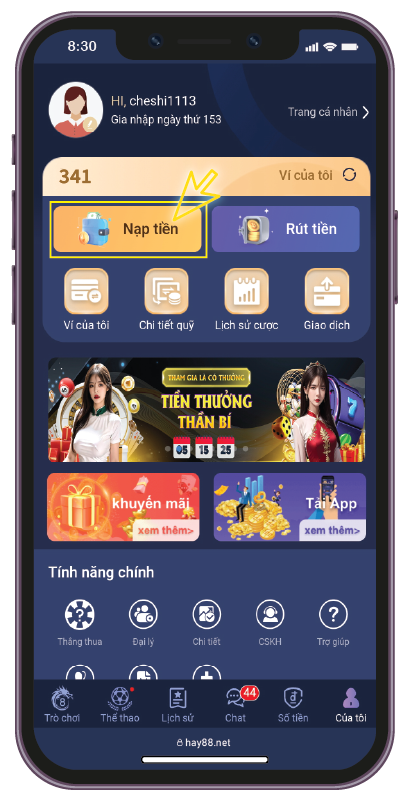 8:30
HI, cheshi1113
Gia nhập ngày thứ 153
Trang cá nhân
341
Ví của tôi
Nạp tiền
Rút tiền
Ví của tôi
Chi tiết quỹ
Lịch sử cược
Giao dịch
THAM GIA LÀ CÓ THƯỞNG
TIỀN THƯỞNG
THẦN BÍ
05 15 25
7
khuyến mãi
xem thêm>
Tải App
xem thêm>
Tính năng chính
Thắng thua
Đại lý
Chi tiết
CSKH
Trợ giúp
44
8
Trò chơi
Thể thao
Lịch sử
Chat
Số tiền
Của tôi
hay88.net